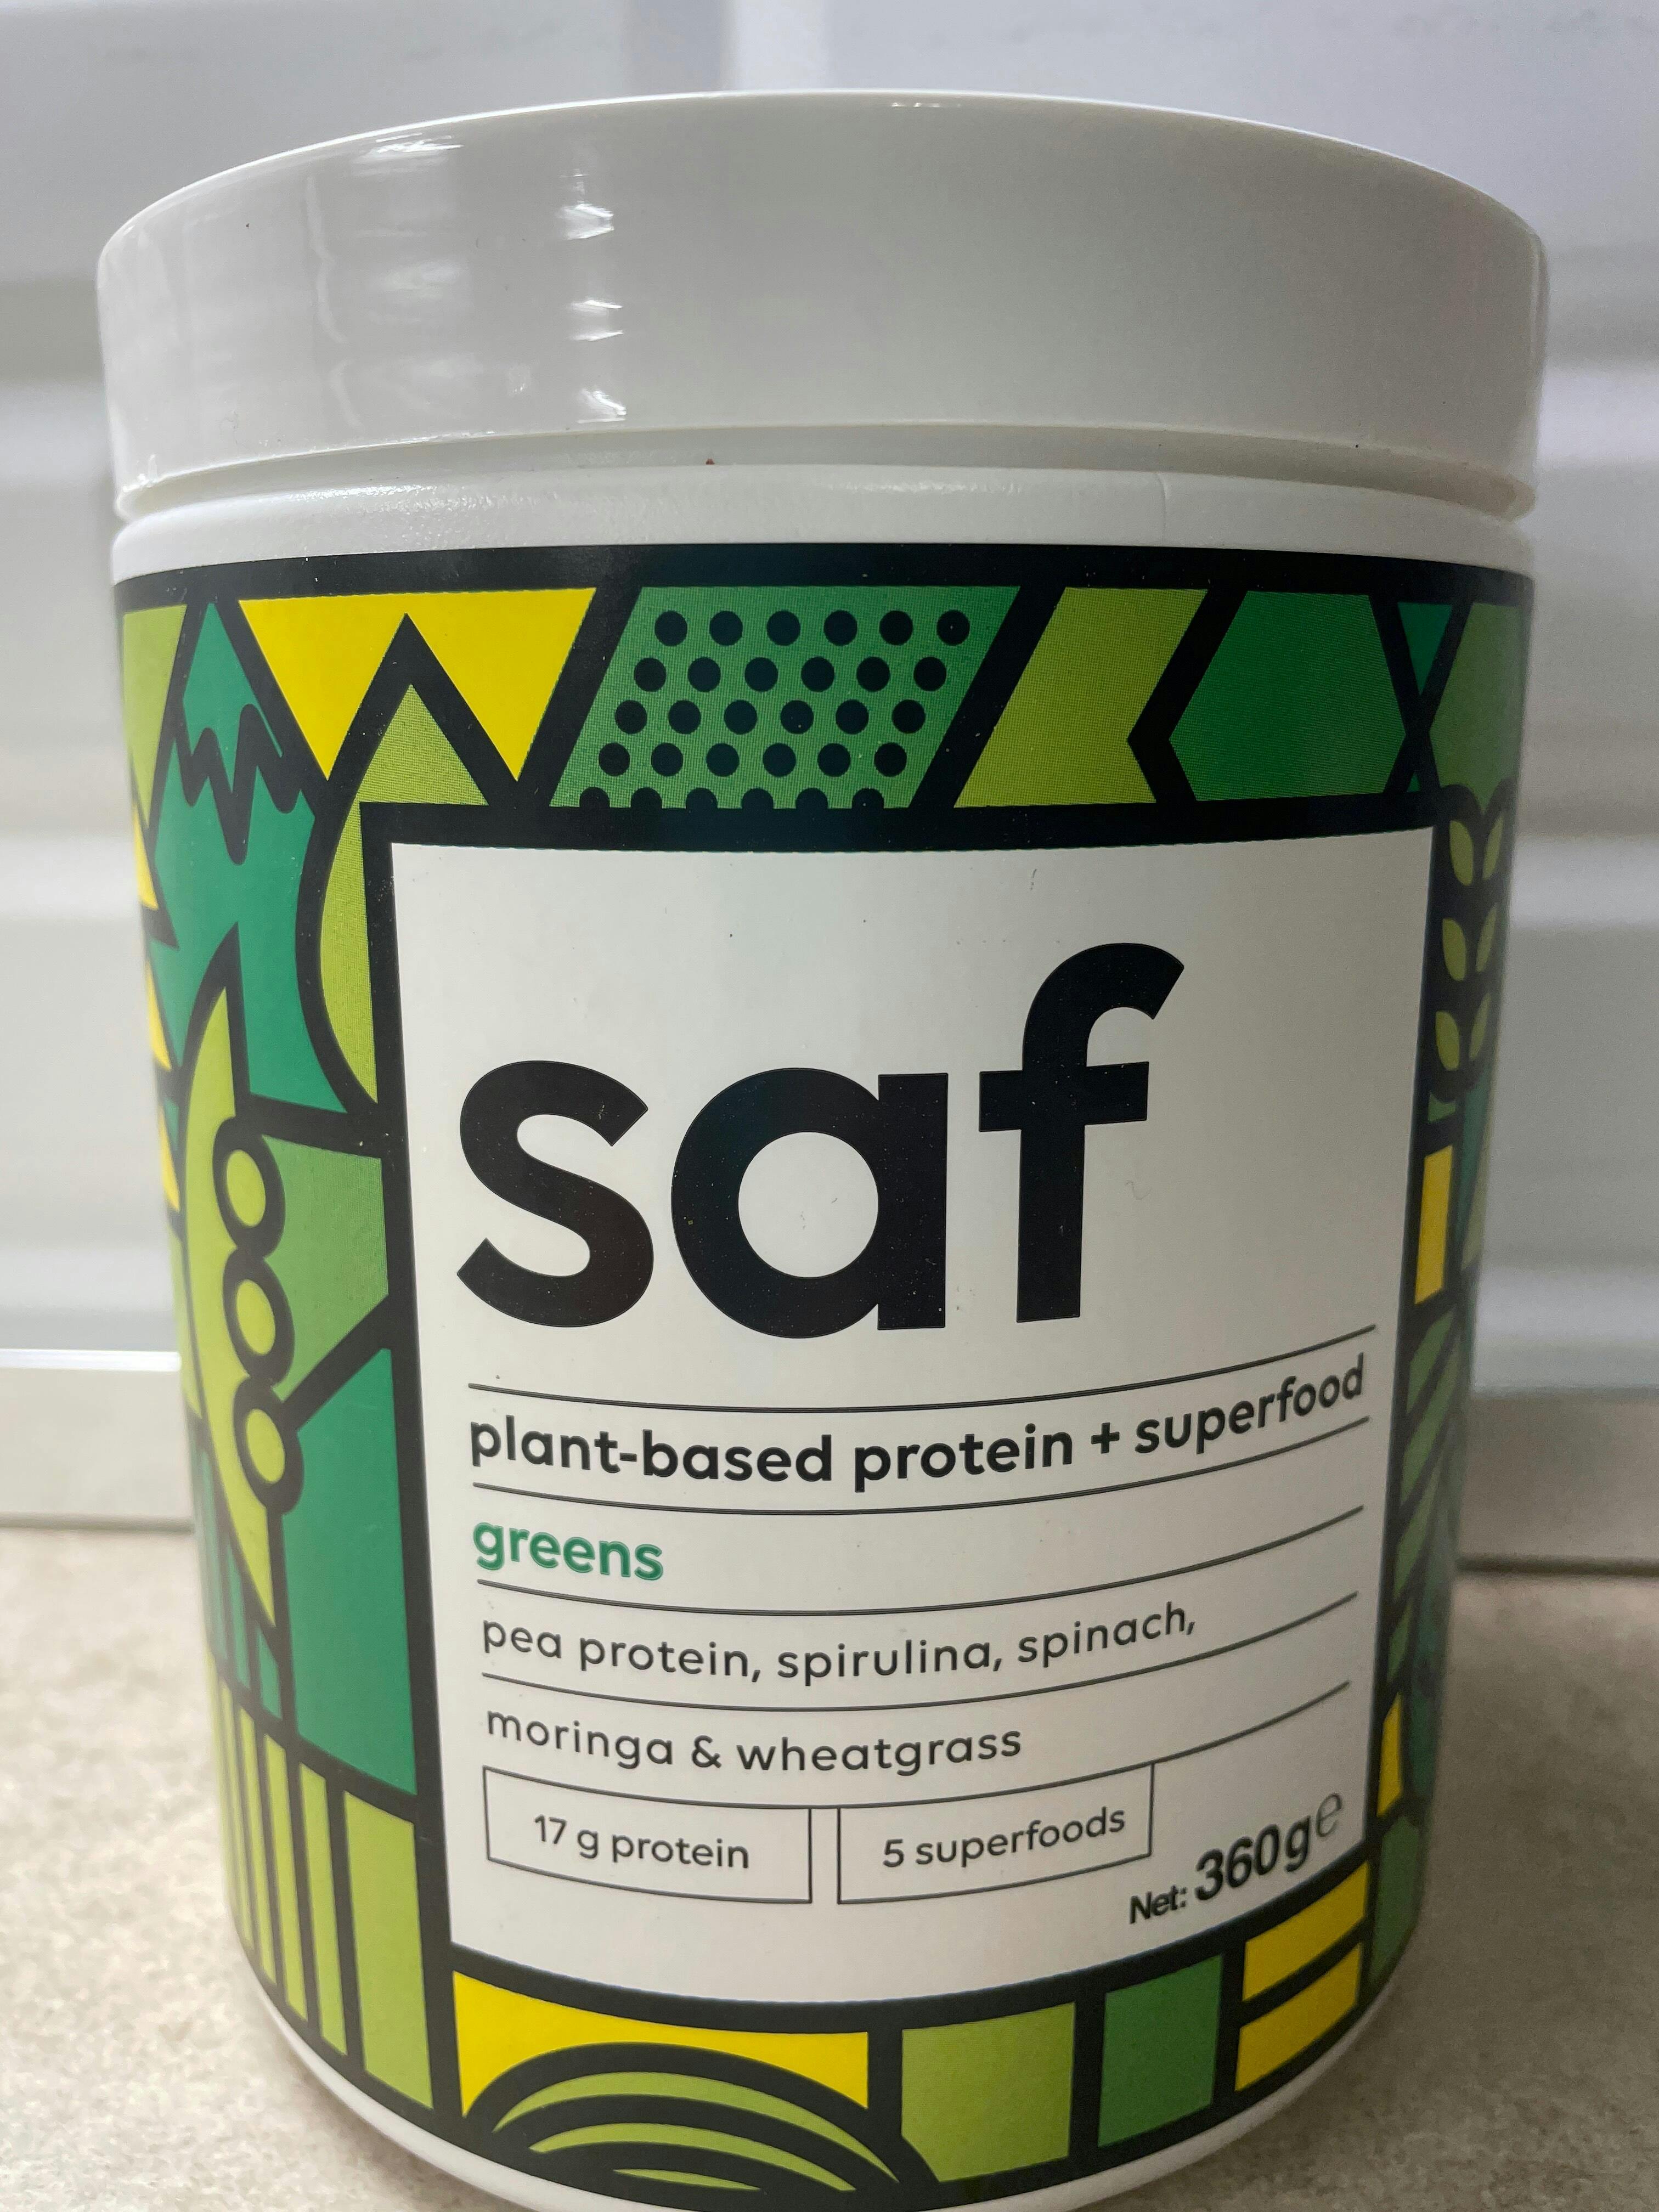 saf
plant-based protein + superfood
greens
pea protein, spirulina, spinach,
moringa & wheatgrass
17 g protein
5 superfoods
Net: 360g℮